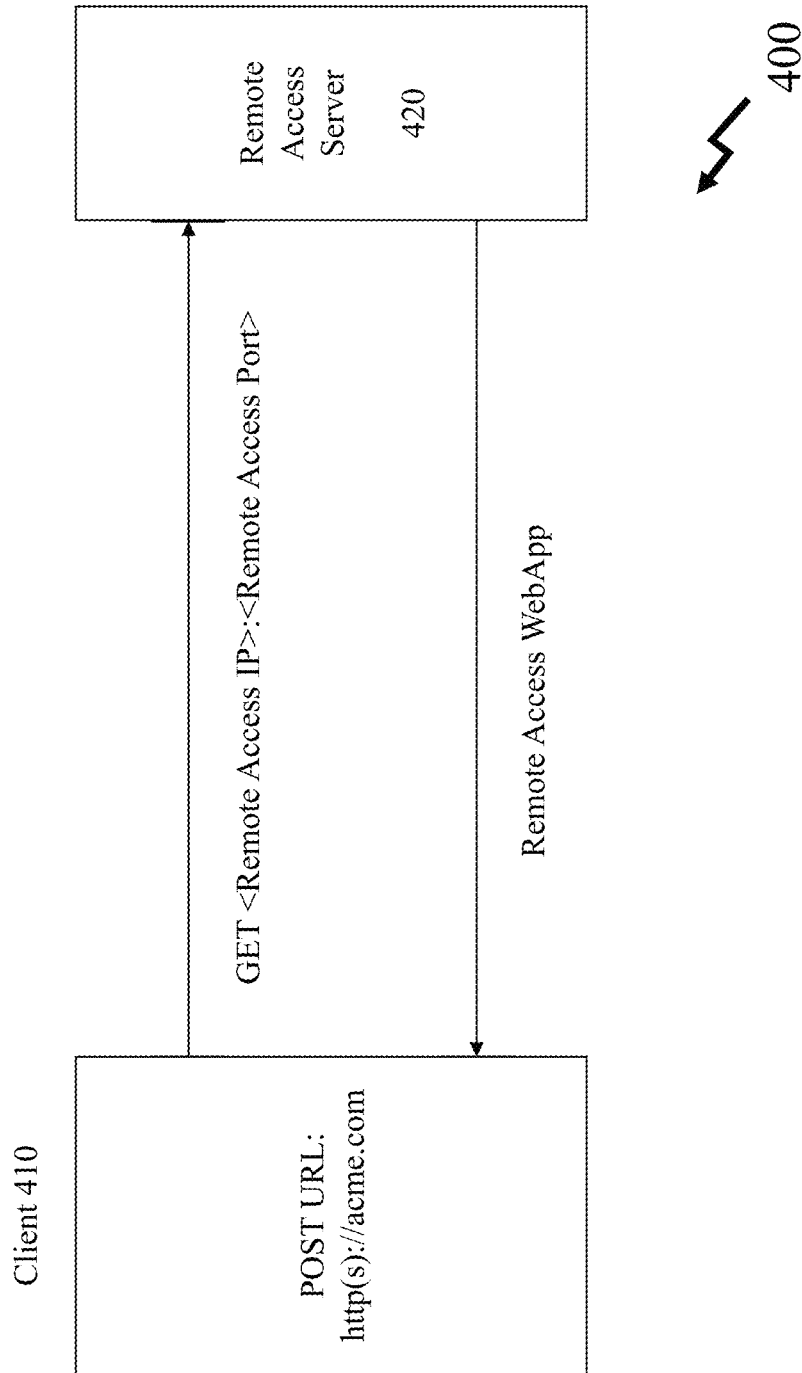 Client 410
POST URL:
http(s)://acme.com
GET <Remote Access IP>:<Remote Access Port>
Remote Access WebApp
Remote
Access
Server
420
400